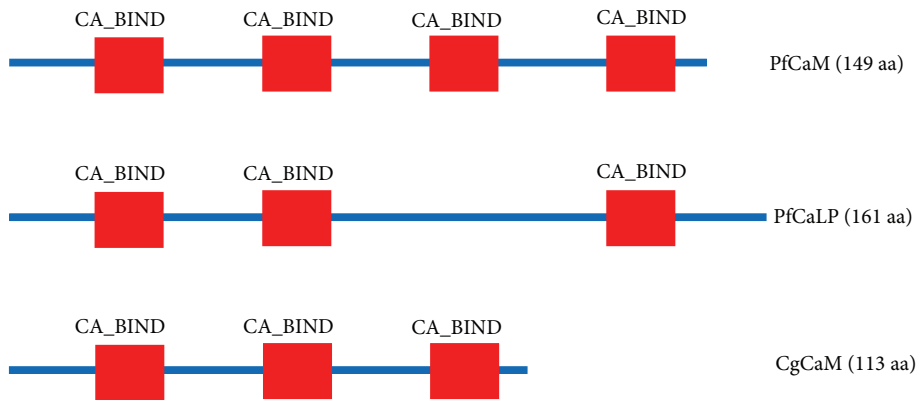 CA_BIND CA_BIND CA_BIND CA_BIND
PfCaM (149 aa)
CA_BIND CA_BIND CA_BIND
PfCaLP (161 aa)
CA_BIND CA_BIND CA_BIND
CgCaM (113 aa)